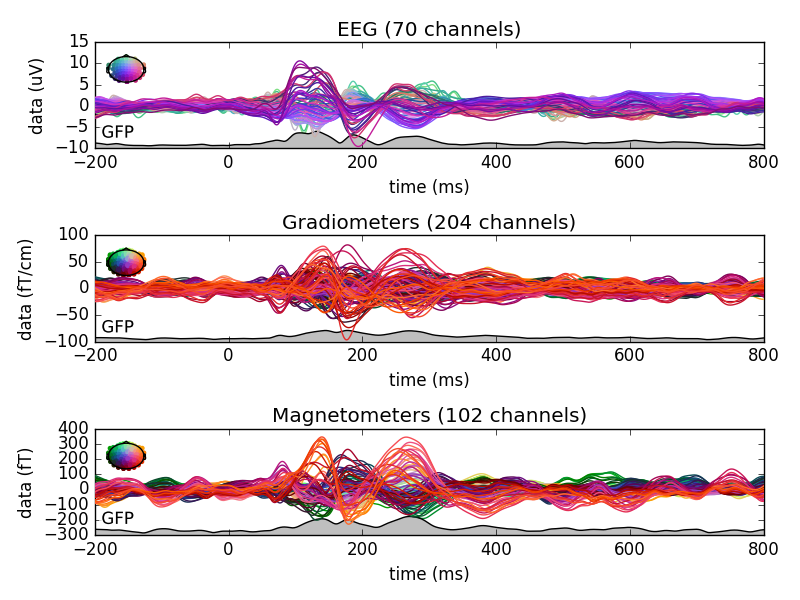 EEG (70 channels)
15
10
5
0
−5
−10
data (uV)
GFP
−200 0 200 400 600 800
time (ms)
Gradiometers (204 channels)
100
50
0
−50
−100
data (fT/cm)
GFP
−200 0 200 400 600 800
time (ms)
Magnetometers (102 channels)
400
300
200
100
0
−100
−200
−300
data (fT)
GFP
−200 0 200 400 600 800
time (ms)